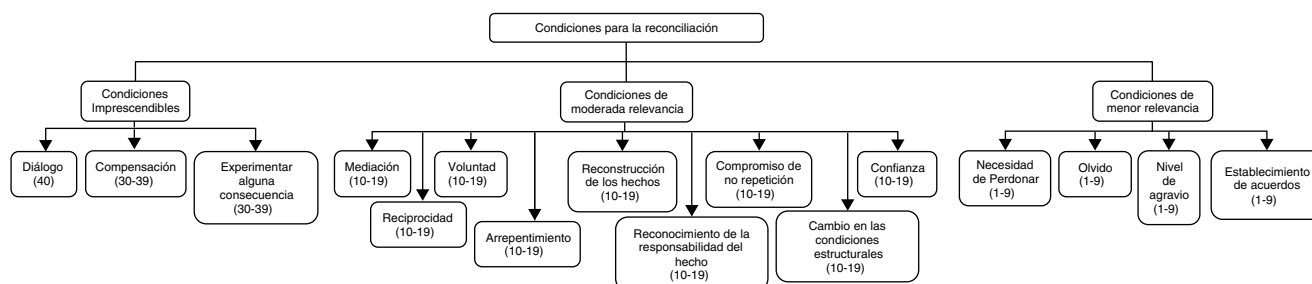 Condiciones para la reconciliación
Condiciones
Imprescindibles
Condiciones de
moderada relevancia
Condiciones de
menor relevancia
Diálogo
(40)
Compensación
(30-39)
Experimentar
alguna
consecuencia
(30-39)
Mediación
(10-19)
Reciprocidad
(10-19)
Voluntad
(10-19)
Arrepentimiento
(10-19)
Reconstrucción
de los hechos
(10-19)
Reconocimiento de la
responsabilidad del
hecho
(10-19)
Compromiso de
no repetición
(10-19)
Cambio en las
condiciones
estructurales
(10-19)
Confianza
(10-19)
Necesidad
de Perdonar
(1-9)
Olvido
(1-9)
Nivel
de
agravio
(1-9)
Establecimiento
de acuerdos
(1-9)